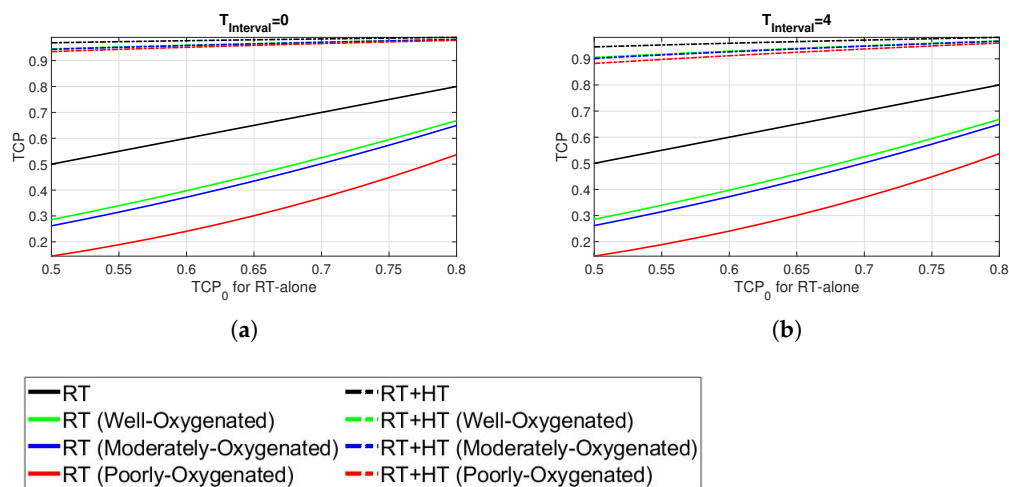 T_Interval=0
TCP
0.9
0.8
0.7
0.6
0.5
0.4
0.3
0.2
0.5 0.55 0.6 0.65 0.7 0.75 0.8
TCP_0 for RT-alone
(a)
T_Interval=4
TCP
0.9
0.8
0.7
0.6
0.5
0.4
0.3
0.2
0.5 0.55 0.6 0.65 0.7 0.75 0.8
TCP_0 for RT-alone
(b)
RT
RT (Well-Oxygenated)
RT (Moderately-Oxygenated)
RT (Poorly-Oxygenated)
RT+HT
RT+HT (Well-Oxygenated)
RT+HT (Moderately-Oxygenated)
RT+HT (Poorly-Oxygenated)